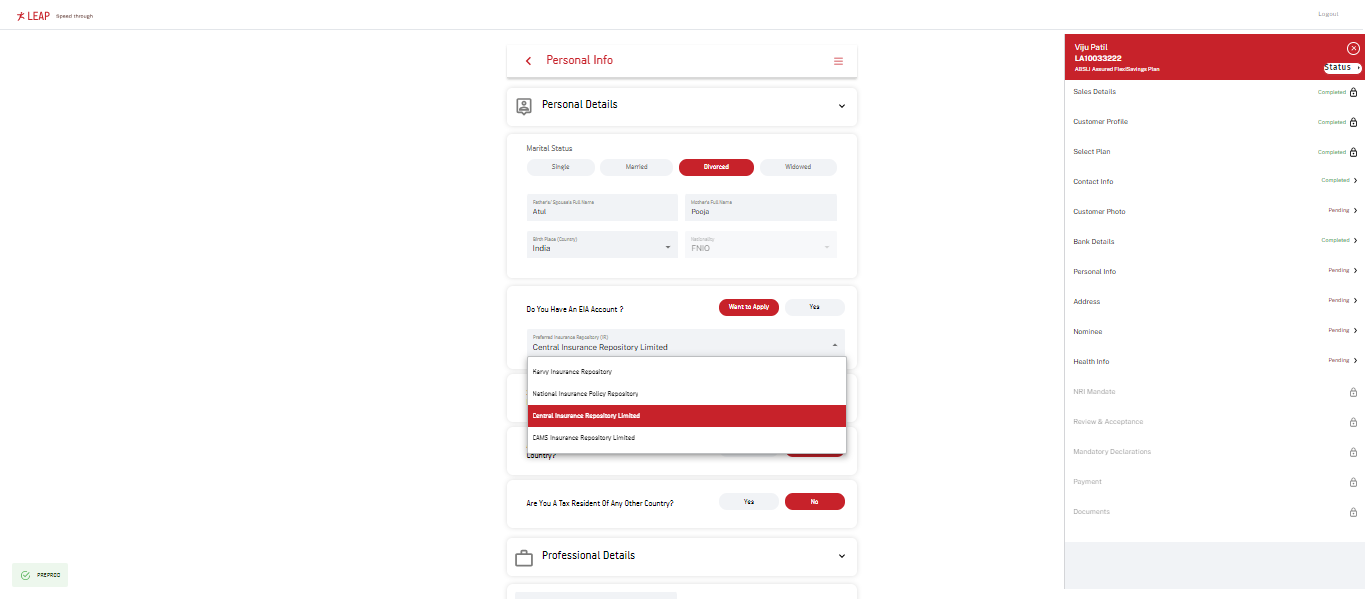 LEAP Speed through
Logout
Personal Info
Personal Details
Marital Status
Single Married Divorced Widowed
Father's/ Spouse's Full Name
Atul
Mother's Full Name
Pooja
Birth Place (Country)
India
Nationality
FNIO
Do You Have An EIA Account ?
Want to Apply Yes
Preferred Insurance Repository (IR)
Central Insurance Repository Limited
Karvy Insurance Repository
National Insurance Policy Repository
Central Insurance Repository Limited
CAMS Insurance Repository Limited
Country?
Are You A Tax Resident Of Any Other Country?
Yes No
Professional Details
PREPROD
Viju Patil
LA10033222
ABSLI Assured FlexiSavings Plan
Status
Sales Details Completed
Customer Profile Completed
Select Plan Completed
Contact Info Completed
Customer Photo Pending
Bank Details Completed
Personal Info Pending
Address Pending
Nominee Pending
Health Info Pending
NRI Mandate
Review & Acceptance
Mandatory Declarations
Payment
Documents